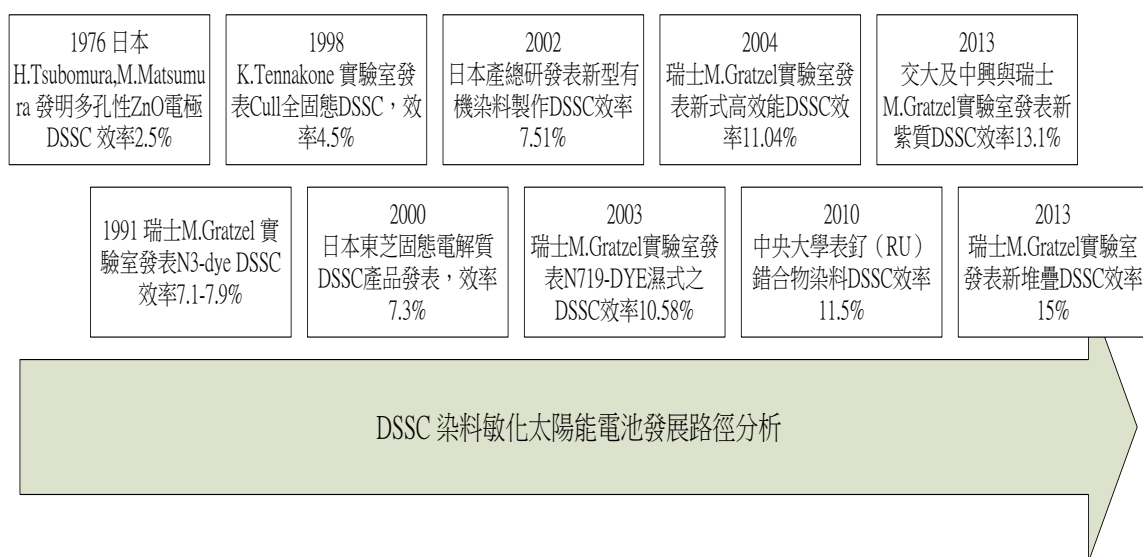 1976 日本
H.Tsubomura,M.Matsumu
ra 發明多孔性ZnO電極
DSSC 效率2.5%
1998
K.Tennakone 實驗室發
表Cull全固態DSSC，效
率4.5%
2002
日本產總研發表新型有
機染料製作DSSC效率
7.51%
2004
瑞士M.Gratzel實驗室發
表新式高效能DSSC效
率11.04%
2013
交大及中興與瑞士
M.Gratzel實驗室發表新
紫質DSSC效率13.1%
1991 瑞士M.Gratzel 實
驗室發表N3-dye DSSC
效率7.1-7.9%
2000
日本東芝固態電解質
DSSC產品發表，效率
7.3%
2003
瑞士M.Gratzel實驗室發
表N719-DYE濕式之
DSSC效率10.58%
2010
中央大學表釕（RU）
錯合物染料DSSC效率
11.5%
2013
瑞士M.Gratzel實驗室
發表新堆疊DSSC效率
15%
DSSC 染料敏化太陽能電池發展路徑分析